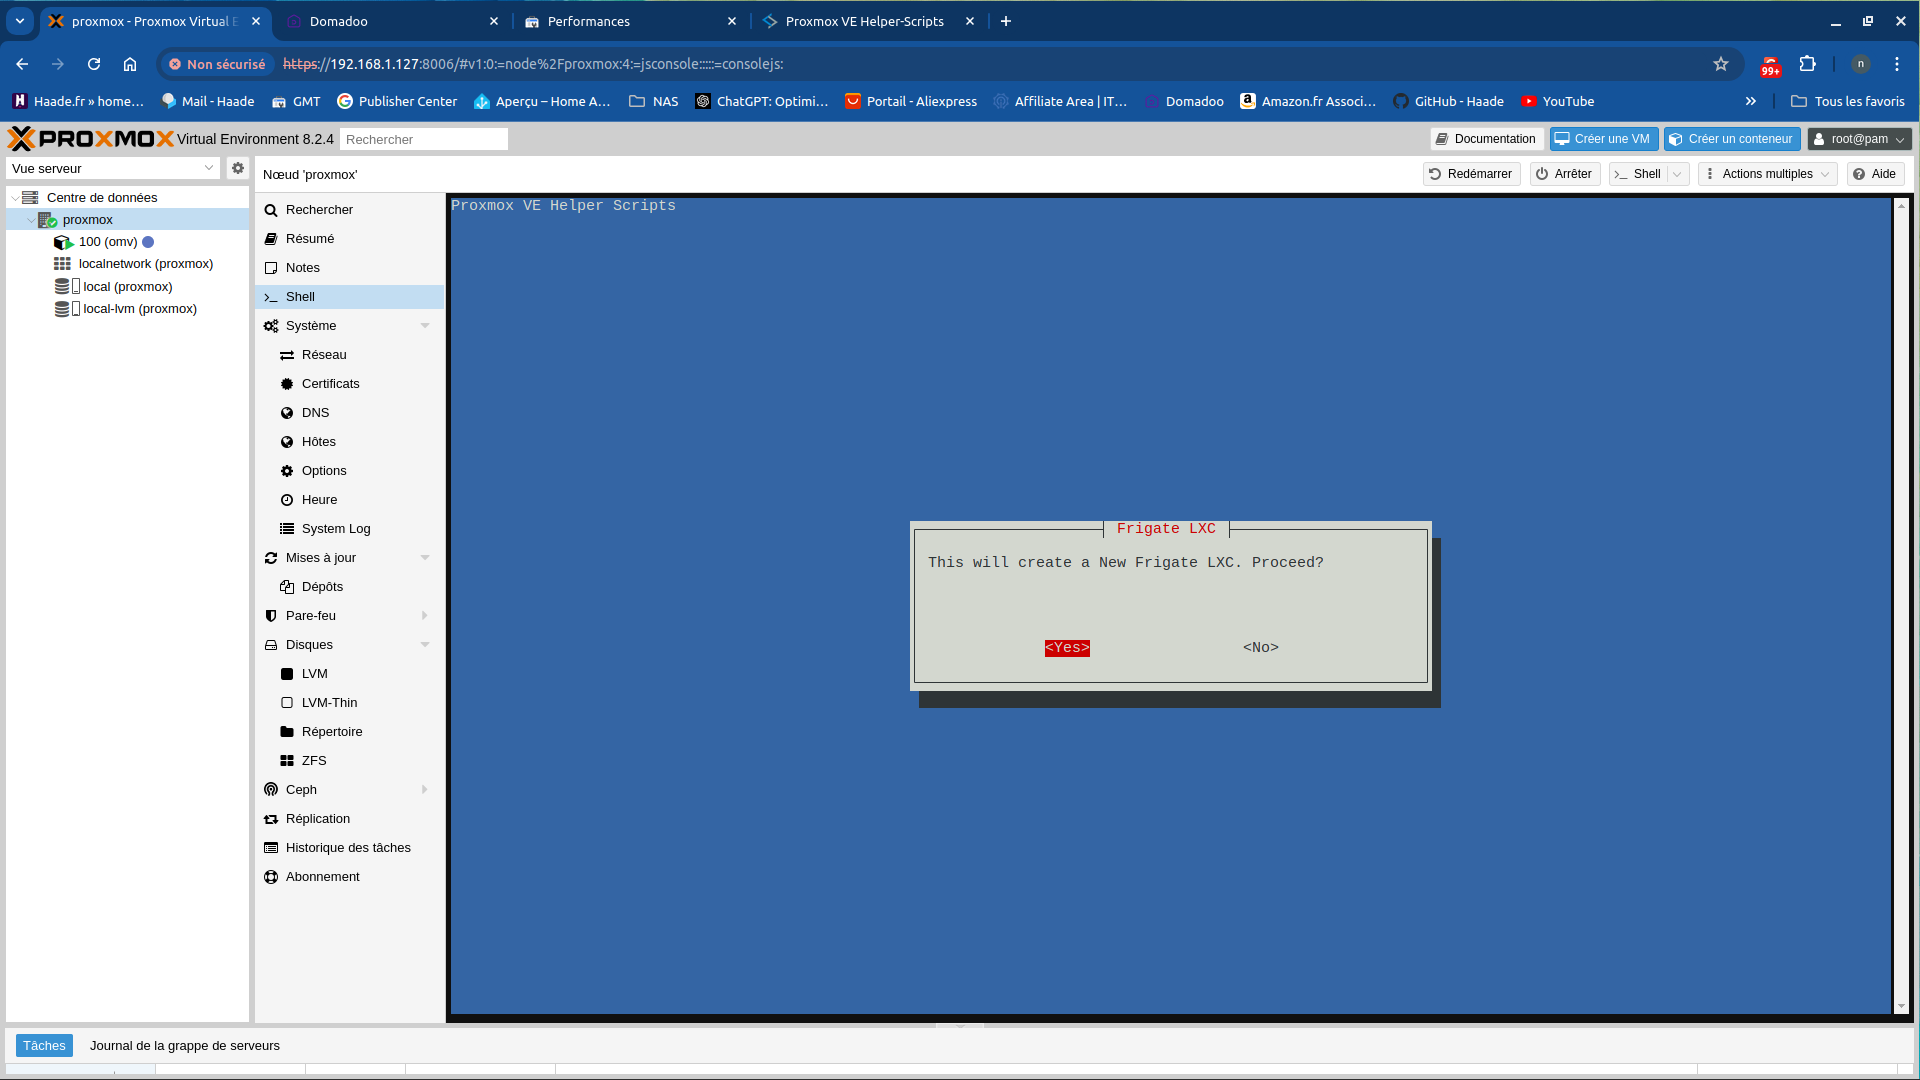 proxmox - Proxmox Virtual E
Domadoo
Performances
Proxmox VE Helper-Scripts
Non sécurisé
https://192.168.1.127:8006/#v1:0:=node%2Fproxmox:4:=jsconsole:::::=consolejs:
99+
n
Haade.fr » home…
Mail - Haade
GMT
Publisher Center
Aperçu – Home A…
NAS
ChatGPT: Optimi…
Portail - Aliexpress
Affiliate Area | IT…
Domadoo
Amazon.fr Associ…
GitHub - Haade
YouTube
Tous les favoris
PROXMOX Virtual Environment 8.2.4
Rechercher
Documentation
Créer une VM
Créer un conteneur
root@pam
Vue serveur
Nœud 'proxmox'
Redémarrer
Arrêter
Shell
Actions multiples
Aide
Centre de données
proxmox
100 (omv)
localnetwork (proxmox)
local (proxmox)
local-lvm (proxmox)
Rechercher
Résumé
Notes
Shell
Système
Réseau
Certificats
DNS
Hôtes
Options
Heure
System Log
Mises à jour
Dépôts
Pare-feu
Disques
LVM
LVM-Thin
Répertoire
ZFS
Ceph
Réplication
Historique des tâches
Abonnement
Proxmox VE Helper Scripts
Frigate LXC
This will create a New Frigate LXC. Proceed?
<Yes>
<No>
Tâches
Journal de la grappe de serveurs